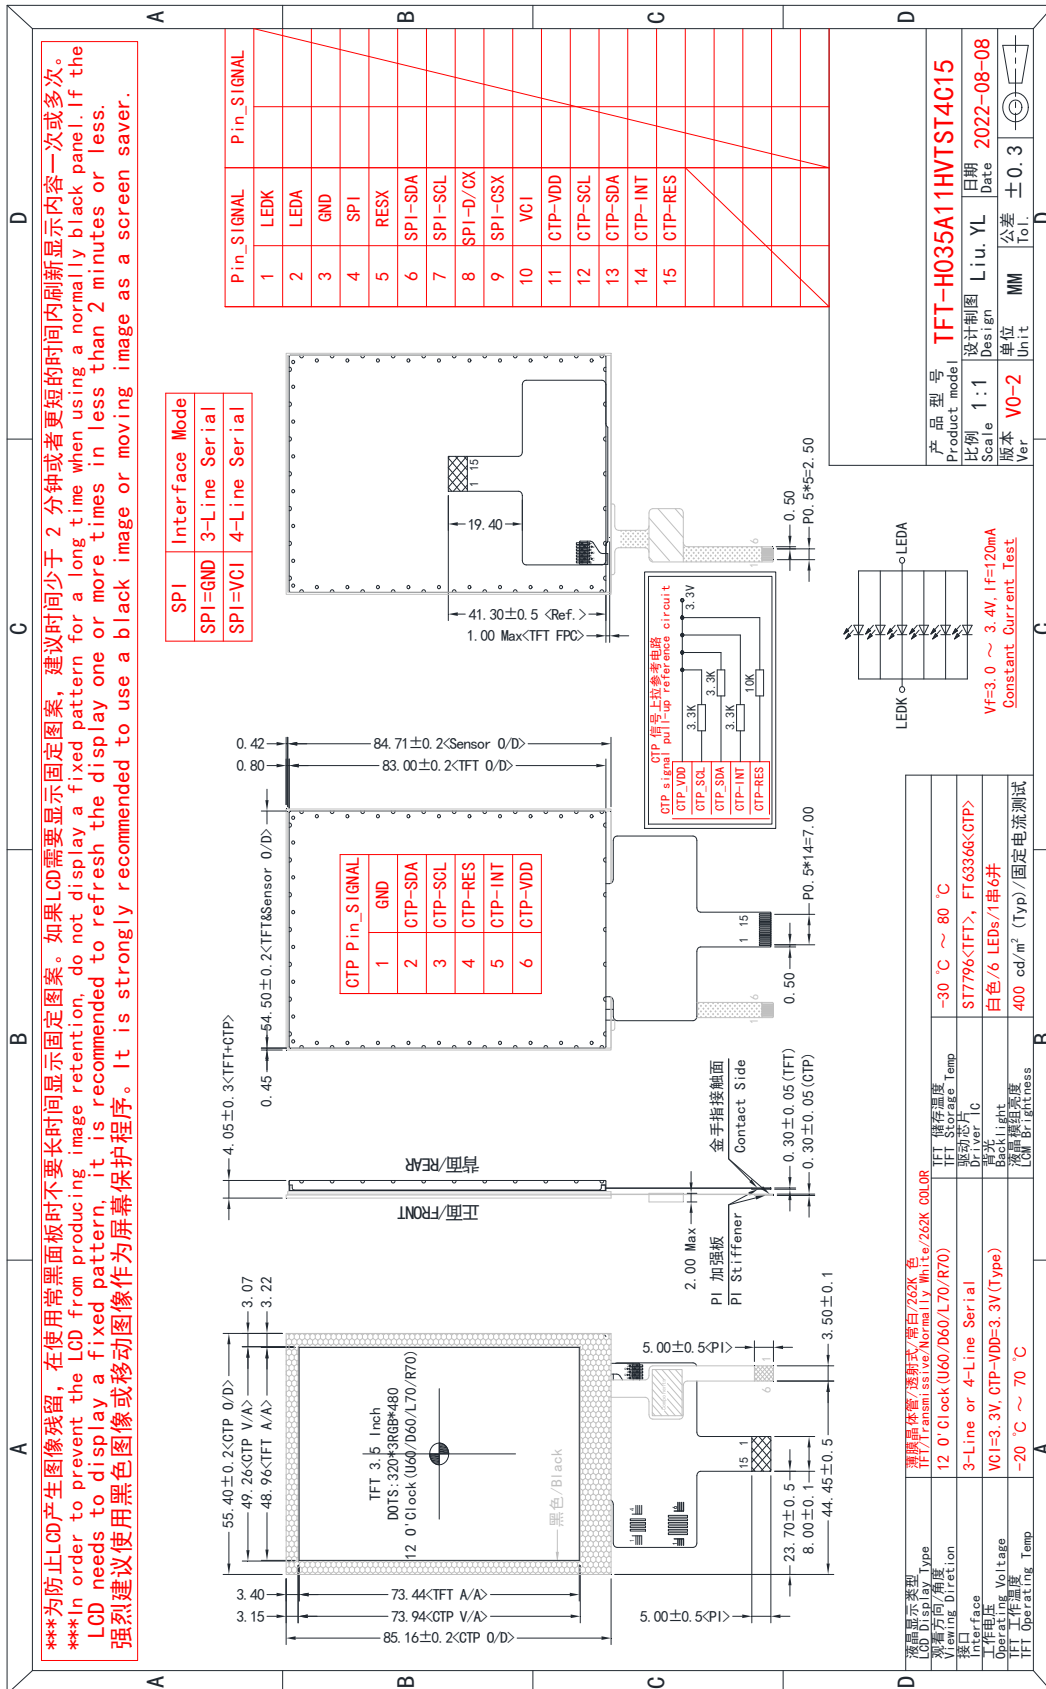 ***为防止LCD产生图像残留，在使用常黑面板时不要长时间显示固定图案。如果LCD需要显示固定图案，建议时间少于 2 分钟或者更短的时间内刷新显示内容一次或多次。
***In order to prevent the LCD from producing image retention, do not display a fixed pattern for a long time when using a normally black panel. If the
LCD needs to display a fixed pattern, it is recommended to refresh the display one or more times in less than 2 minutes or less.
强烈建议使用黑色图像或移动图像作为屏幕保护程序。It is strongly recommended to use a black image or moving image as a screen saver.
A
B
C
D
A
B
C
D
A
B
C
D
A
B
C
D
55.40±0.2<CTP O/D>
49.26<CTP V/A>
48.96<TFT A/A>
3.07
3.22
3.40
3.15
73.44<TFT A/A>
73.94<CTP V/A>
85.16±0.2<CTP O/D>
TFT 3.5 Inch
DOTS:320*3RGB*480
12 O'Clock(U60/D60/L70/R70)
黑色/Black
5.00±0.5<PI>
5.00±0.5<PI>
15 1
6 1
23.70±0.5
8.00±0.1
44.45±0.5
3.50±0.1
4.05±0.3<TFT+CTP>
背面/REAR
正面/FRONT
2.00 Max
PI 加强板
PI Stiffener
金手指接触面
Contact Side
0.30±0.05(TFT)
0.30±0.05(CTP)
0.45
54.50±0.2<TFT&Sensor O/D>
0.42
0.80
84.71±0.2<Sensor O/D>
83.00±0.2<TFT O/D>
CTP Pin_SIGNAL
1 GND
2 CTP-SDA
3 CTP-SCL
4 CTP-RES
5 CTP-INT
6 CTP-VDD
1 15
1 6
0.50
P0.5*14=7.00
SPI Interface Mode
SPI=GND 3-Line Serial
SPI=VCI 4-Line Serial
1 15
19.40
41.30±0.5 <Ref.>
1.00 Max<TFT FPC>
1 6
0.50
P0.5*5=2.50
CTP 信号上拉参考电路
CTP signal pull-up reference circuit
CTP_VDD
CTP_SCL
CTP_SDA
CTP-INT
CTP-RES
3.3K
3.3K
3.3K
10K
3.3V
Pin_SIGNAL Pin_SIGNAL
1 LEDK
2 LEDA
3 GND
4 SPI
5 RESX
6 SPI-SDA
7 SPI-SCL
8 SPI-D/CX
9 SPI-CSX
10 VCI
11 CTP-VDD
12 CTP-SCL
13 CTP-SDA
14 CTP-INT
15 CTP-RES
LEDK
LEDA
Vf=3.0 ～ 3.4V,If=120mA
Constant Current Test
液晶显示类型
LCD Display Type
薄膜晶体管/透射式/常白/262K 色
TFT/Transmissive/Normally White/262K COLOR
观看方向/角度
Viewing Diretion
12 O'Clock(U60/D60/L70/R70)
接口
Interface
3-Line or 4-Line Serial
工作电压
Operating Voltage
VCI=3.3V,CTP-VDD=3.3V(Type)
TFT 工作温度
TFT Operating Temp
-20 ℃ ～ 70 ℃
TFT 储存温度
TFT Storage Temp
-30 ℃ ～ 80 ℃
驱动芯片
Driver IC
ST7796<TFT>, FT6336G<CTP>
背光
Backlight
白色/6 LEDs/1串6并
液晶模组亮度
LCM Brightness
400 cd/m² (Typ)/固定电流测试
产 品 型 号
Product model
TFT-H035A11HVTST4C15
比例
Scale
1:1
设计制图
Design
Liu.YL
日期
Date
2022-08-08
版本
Ver
V0-2
单位
Unit
MM
公差
Tol.
±0.3